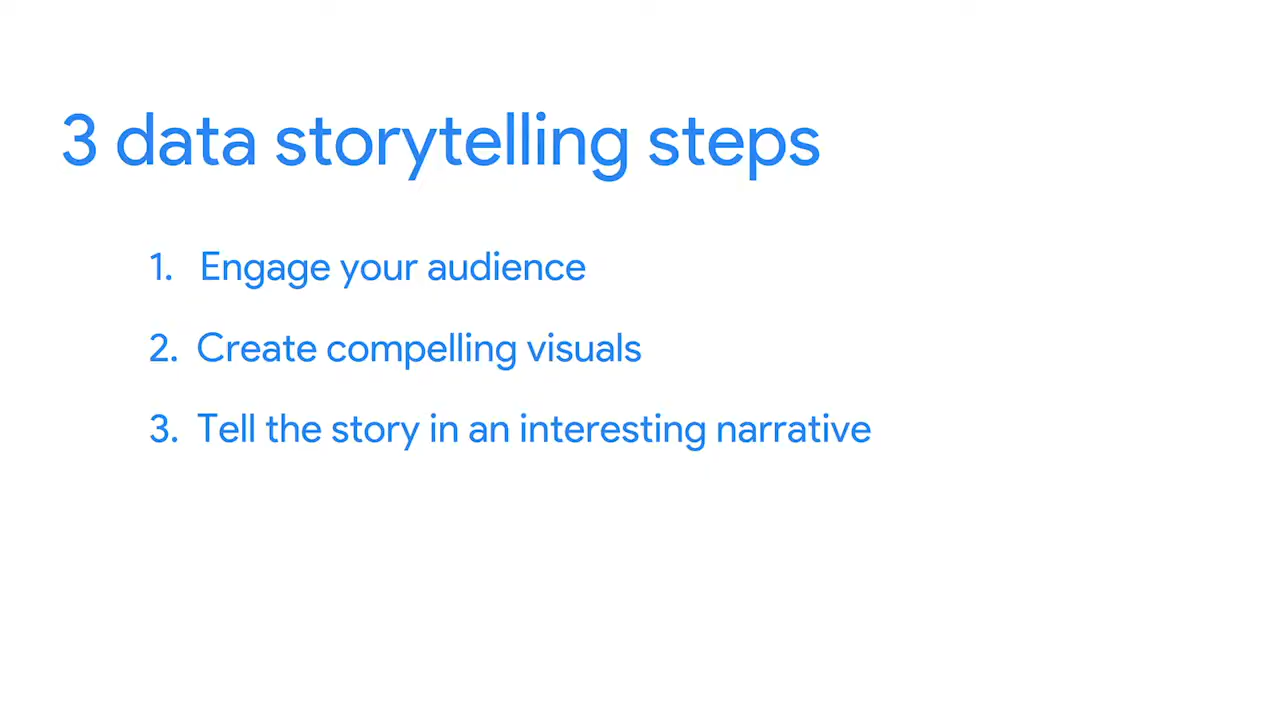 3 data storytelling steps
1. Engage your audience
2. Create compelling visuals
3. Tell the story in an interesting narrative